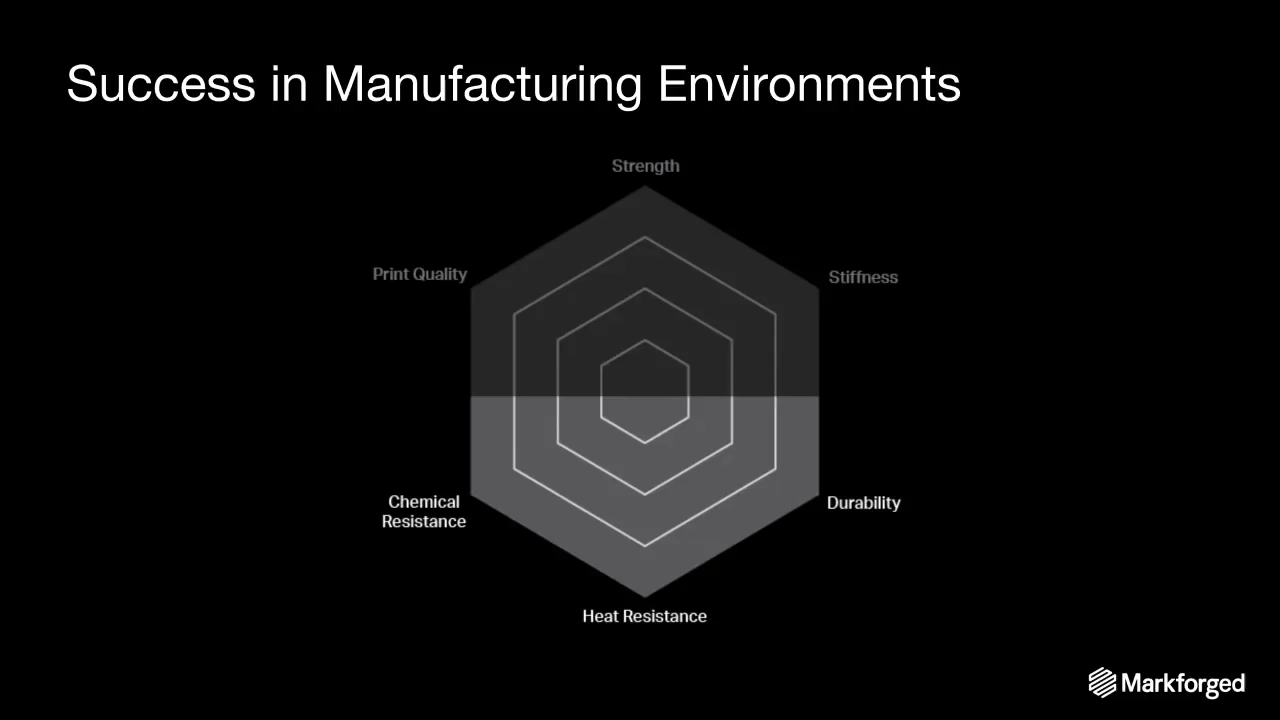 Success in Manufacturing Environments
Strength
Print Quality
Stiffness
Chemical
Resistance
Durability
Heat Resistance
Markforged